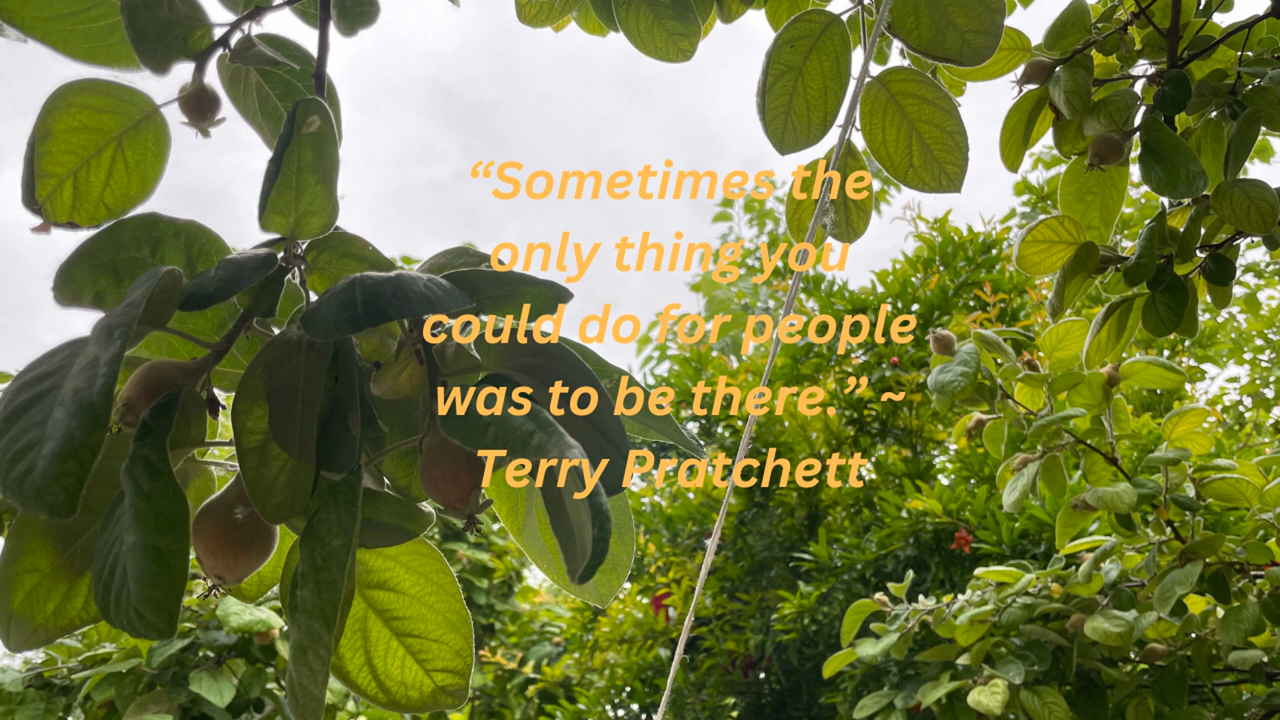 “Sometimes the
only thing you
could do for people
was to be there.” ~
Terry Pratchett